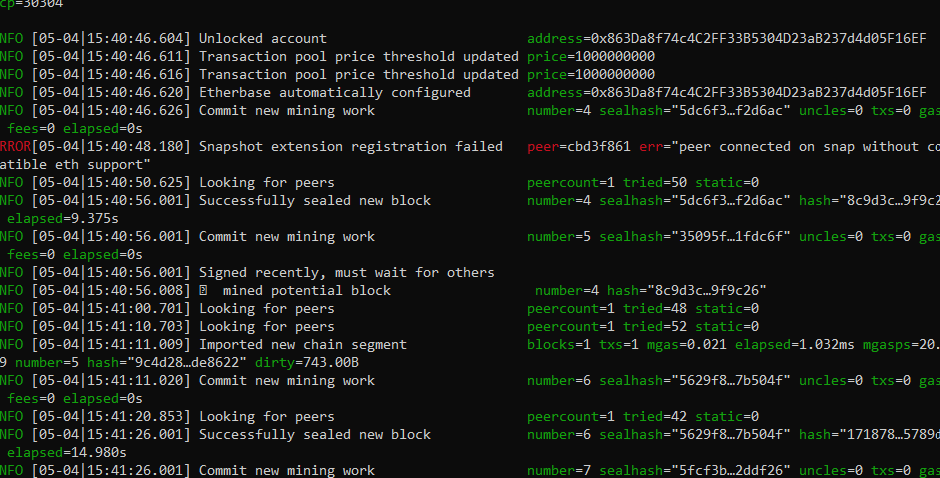 cp=30304
NFO [05-04|15:40:46.604] Unlocked account address=0x863Da8f74c4C2FF33B5304D23aB237d4d05F16EF
NFO [05-04|15:40:46.611] Transaction pool price threshold updated price=1000000000
NFO [05-04|15:40:46.616] Transaction pool price threshold updated price=1000000000
NFO [05-04|15:40:46.620] Etherbase automatically configured address=0x863Da8f74c4C2FF33B5304D23aB237d4d05F16EF
NFO [05-04|15:40:46.626] Commit new mining work number=4 sealhash="5dc6f3…f2d6ac" uncles=0 txs=0 gas
fees=0 elapsed=0s
RROR[05-04|15:40:48.180] Snapshot extension registration failed peer=cbd3f861 err="peer connected on snap without co
atible eth support"
NFO [05-04|15:40:50.625] Looking for peers peercount=1 tried=50 static=0
NFO [05-04|15:40:56.001] Successfully sealed new block number=4 sealhash="5dc6f3…f2d6ac" hash="8c9d3c…9f9c2
elapsed=9.375s
NFO [05-04|15:40:56.001] Commit new mining work number=5 sealhash="35095f…1fdc6f" uncles=0 txs=0 gas
fees=0 elapsed=0s
NFO [05-04|15:40:56.001] Signed recently, must wait for others
NFO [05-04|15:40:56.008] mined potential block number=4 hash="8c9d3c…9f9c26"
NFO [05-04|15:41:00.701] Looking for peers peercount=1 tried=48 static=0
NFO [05-04|15:41:10.703] Looking for peers peercount=1 tried=52 static=0
NFO [05-04|15:41:11.009] Imported new chain segment blocks=1 txs=1 mgas=0.021 elapsed=1.032ms mgasps=20.
9 number=5 hash="9c4d28…de8622" dirty=743.00B
NFO [05-04|15:41:11.020] Commit new mining work number=6 sealhash="5629f8…7b504f" uncles=0 txs=0 gas
fees=0 elapsed=0s
NFO [05-04|15:41:20.853] Looking for peers peercount=1 tried=42 static=0
NFO [05-04|15:41:26.001] Successfully sealed new block number=6 sealhash="5629f8…7b504f" hash="171878…5789d
elapsed=14.980s
NFO [05-04|15:41:26.001] Commit new mining work number=7 sealhash="5fcf3b…2ddf26" uncles=0 txs=0 gas